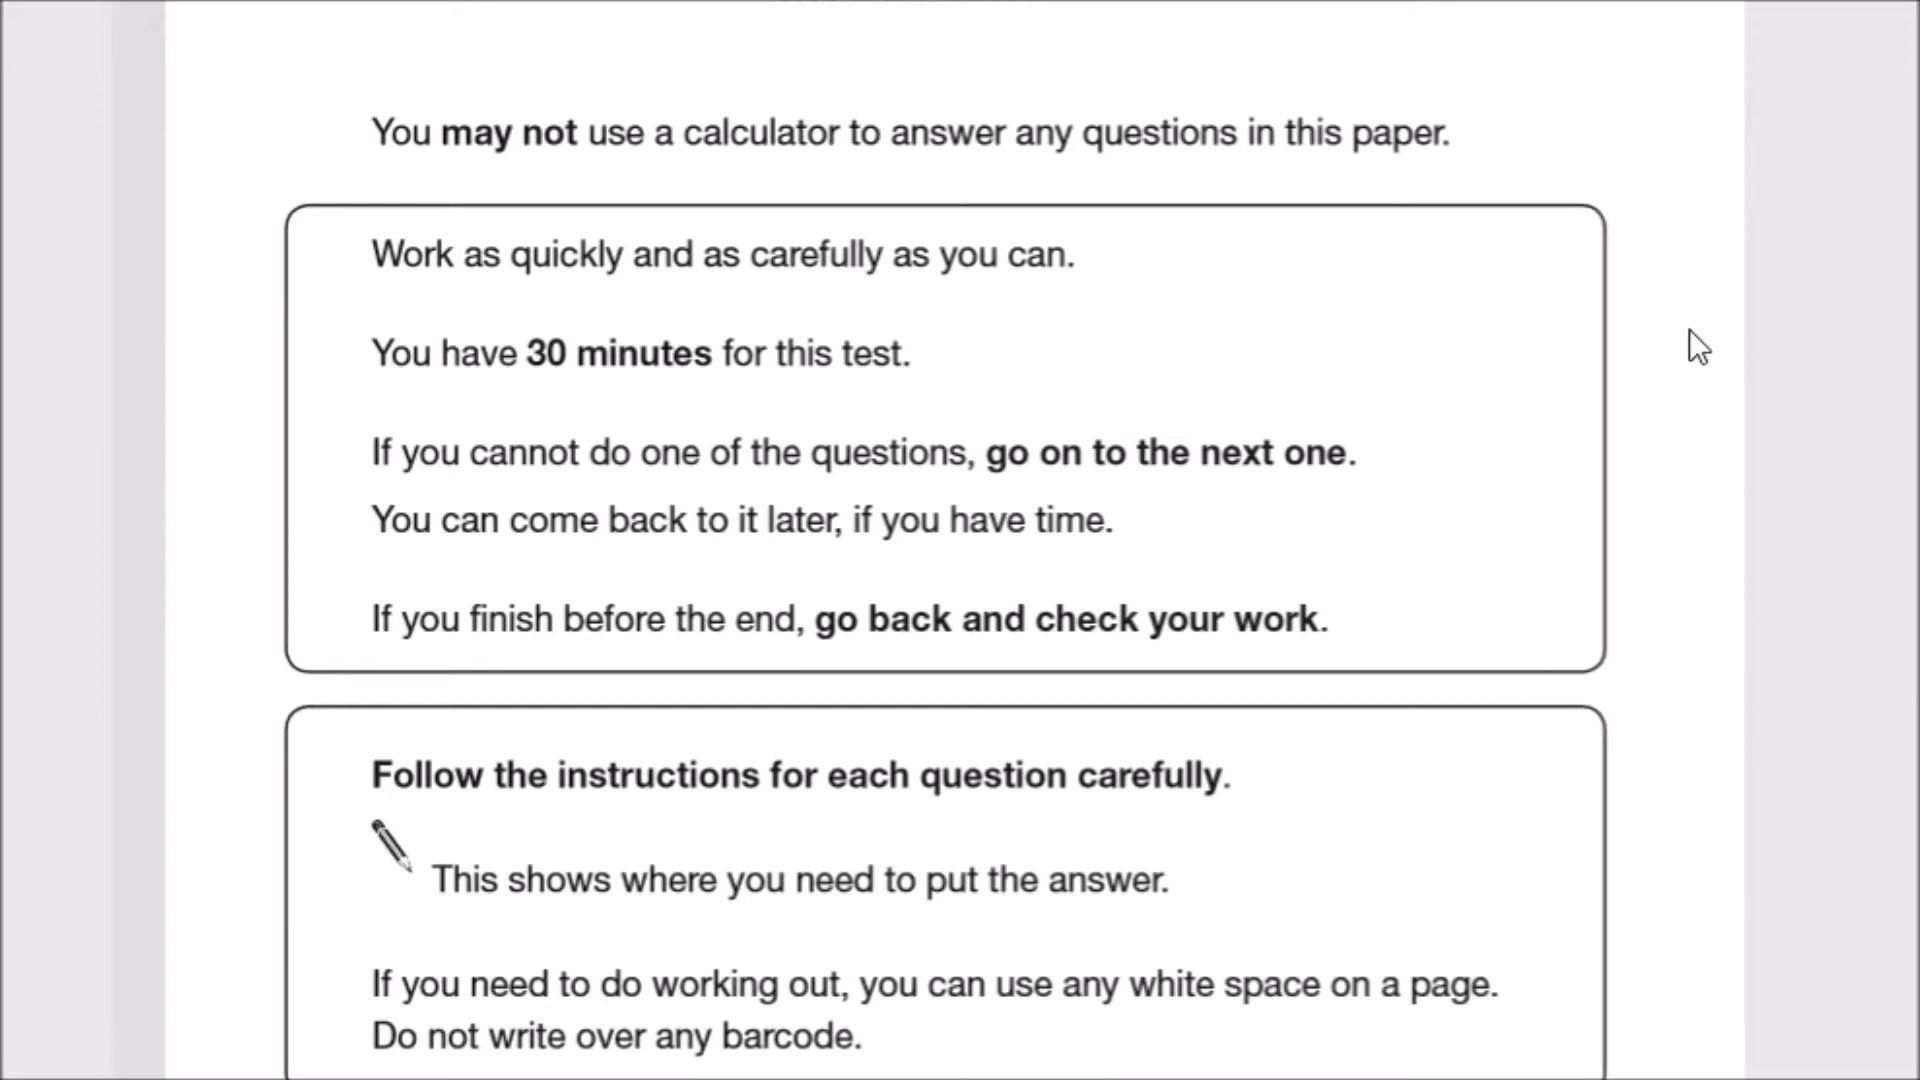 You may not use a calculator to answer any questions in this paper.
Work as quickly and as carefully as you can.
You have 30 minutes for this test.
If you cannot do one of the questions, go on to the next one.
You can come back to it later, if you have time.
If you finish before the end, go back and check your work.
Follow the instructions for each question carefully.
This shows where you need to put the answer.
If you need to do working out, you can use any white space on a page.
Do not write over any barcode.